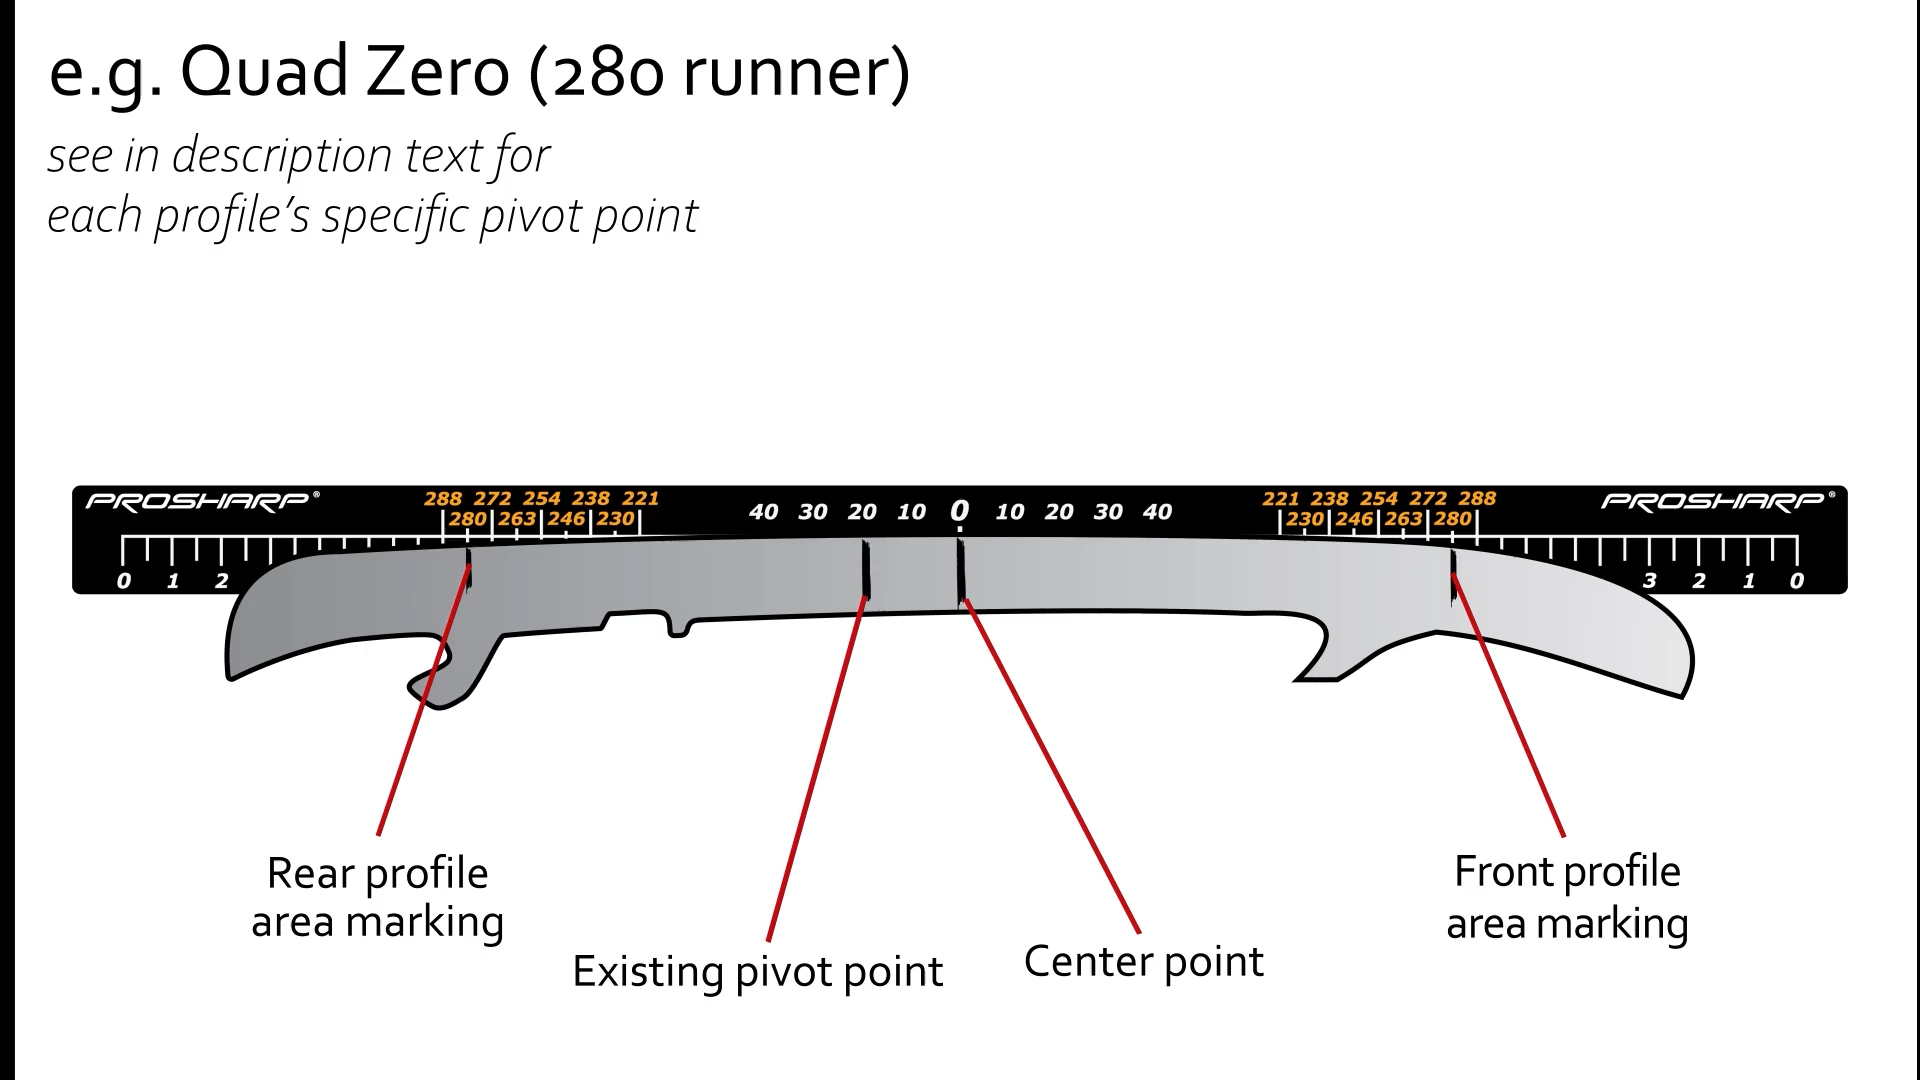 e.g. Quad Zero (280 runner)
see in description text for
each profile's specific pivot point
PROSHARP®
288 272 254 238 221
280 263 246 230
40 30 20 10 0 10 20 30 40
221 238 254 272 288
230 246 263 280
PROSHARP®
0 1 2
3 2 1 0
Rear profile
area marking
Existing pivot point
Center point
Front profile
area marking